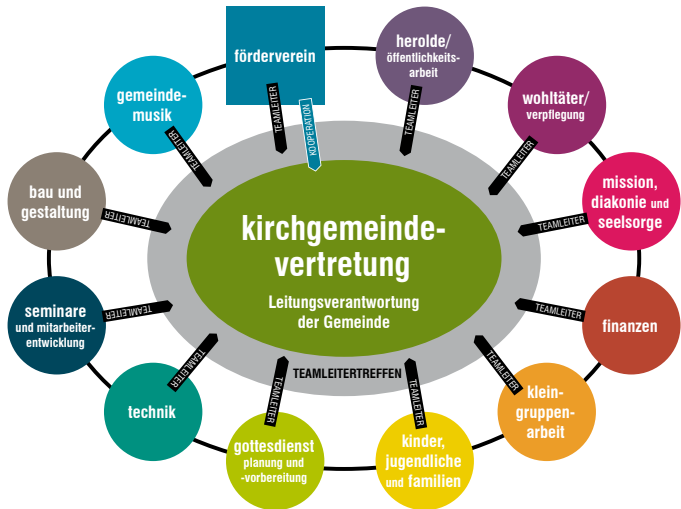 förderverein
TEAMLEITER
KOOPERATION
herolde/
öffentlichkeits-
arbeit
TEAMLEITER
wohltäter/
verpflegung
TEAMLEITER
mission,
diakonie und
seelsorge
TEAMLEITER
finanzen
TEAMLEITER
klein-
gruppen-
arbeit
TEAMLEITER
kinder,
jugendliche
und familien
TEAMLEITER
gottesdienst
planung und
-vorbereitung
TEAMLEITER
technik
TEAMLEITER
seminare
und mitarbeiter-
entwicklung
TEAMLEITER
bau und
gestaltung
TEAMLEITER
gemeinde-
musik
TEAMLEITER
kirchgemeinde-
vertretung
Leitungsverantwortung
der Gemeinde
TEAMLEITERTREFFEN